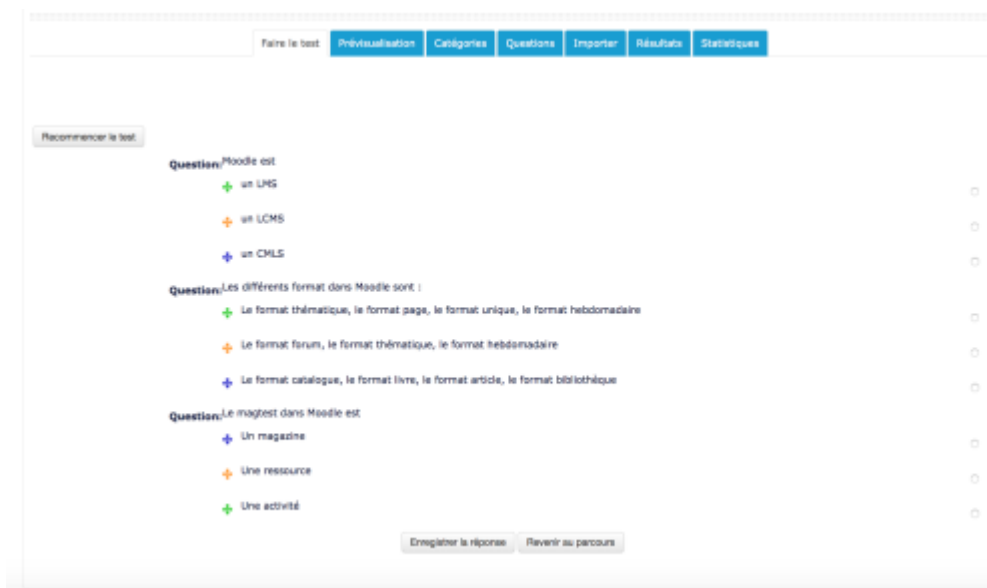 Faire le test Prévisualisation Catégories Questions Importer Résultats Statistiques
Recommencer le test
Question: Moodle est
un LMS
un LCMS
un CMLS
Question: Les différents format dans Moodle sont :
Le format thématique, le format page, le format unique, le format hebdomadaire
Le format forum, le format thématique, le format hebdomadaire
Le format catalogue, le format livre, le format article, le format bibliothèque
Question: Le magtest dans Moodle est
Un magazine
Une ressource
Une activité
Enregistrer la réponse Revenir au parcours